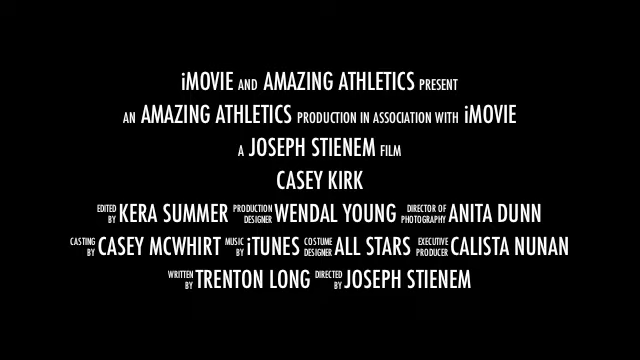 iMOVIE AND AMAZING ATHLETICS PRESENT
AN AMAZING ATHLETICS PRODUCTION IN ASSOCIATION WITH iMOVIE
A JOSEPH STIENEM FILM
CASEY KIRK
EDITED BY KERA SUMMER PRODUCTION DESIGNER WENDAL YOUNG DIRECTOR OF PHOTOGRAPHY ANITA DUNN
CASTING BY CASEY MCWHIRT MUSIC BY iTUNES COSTUME DESIGNER ALL STARS EXECUTIVE PRODUCER CALISTA NUNAN
WRITTEN BY TRENTON LONG DIRECTED BY JOSEPH STIENEM